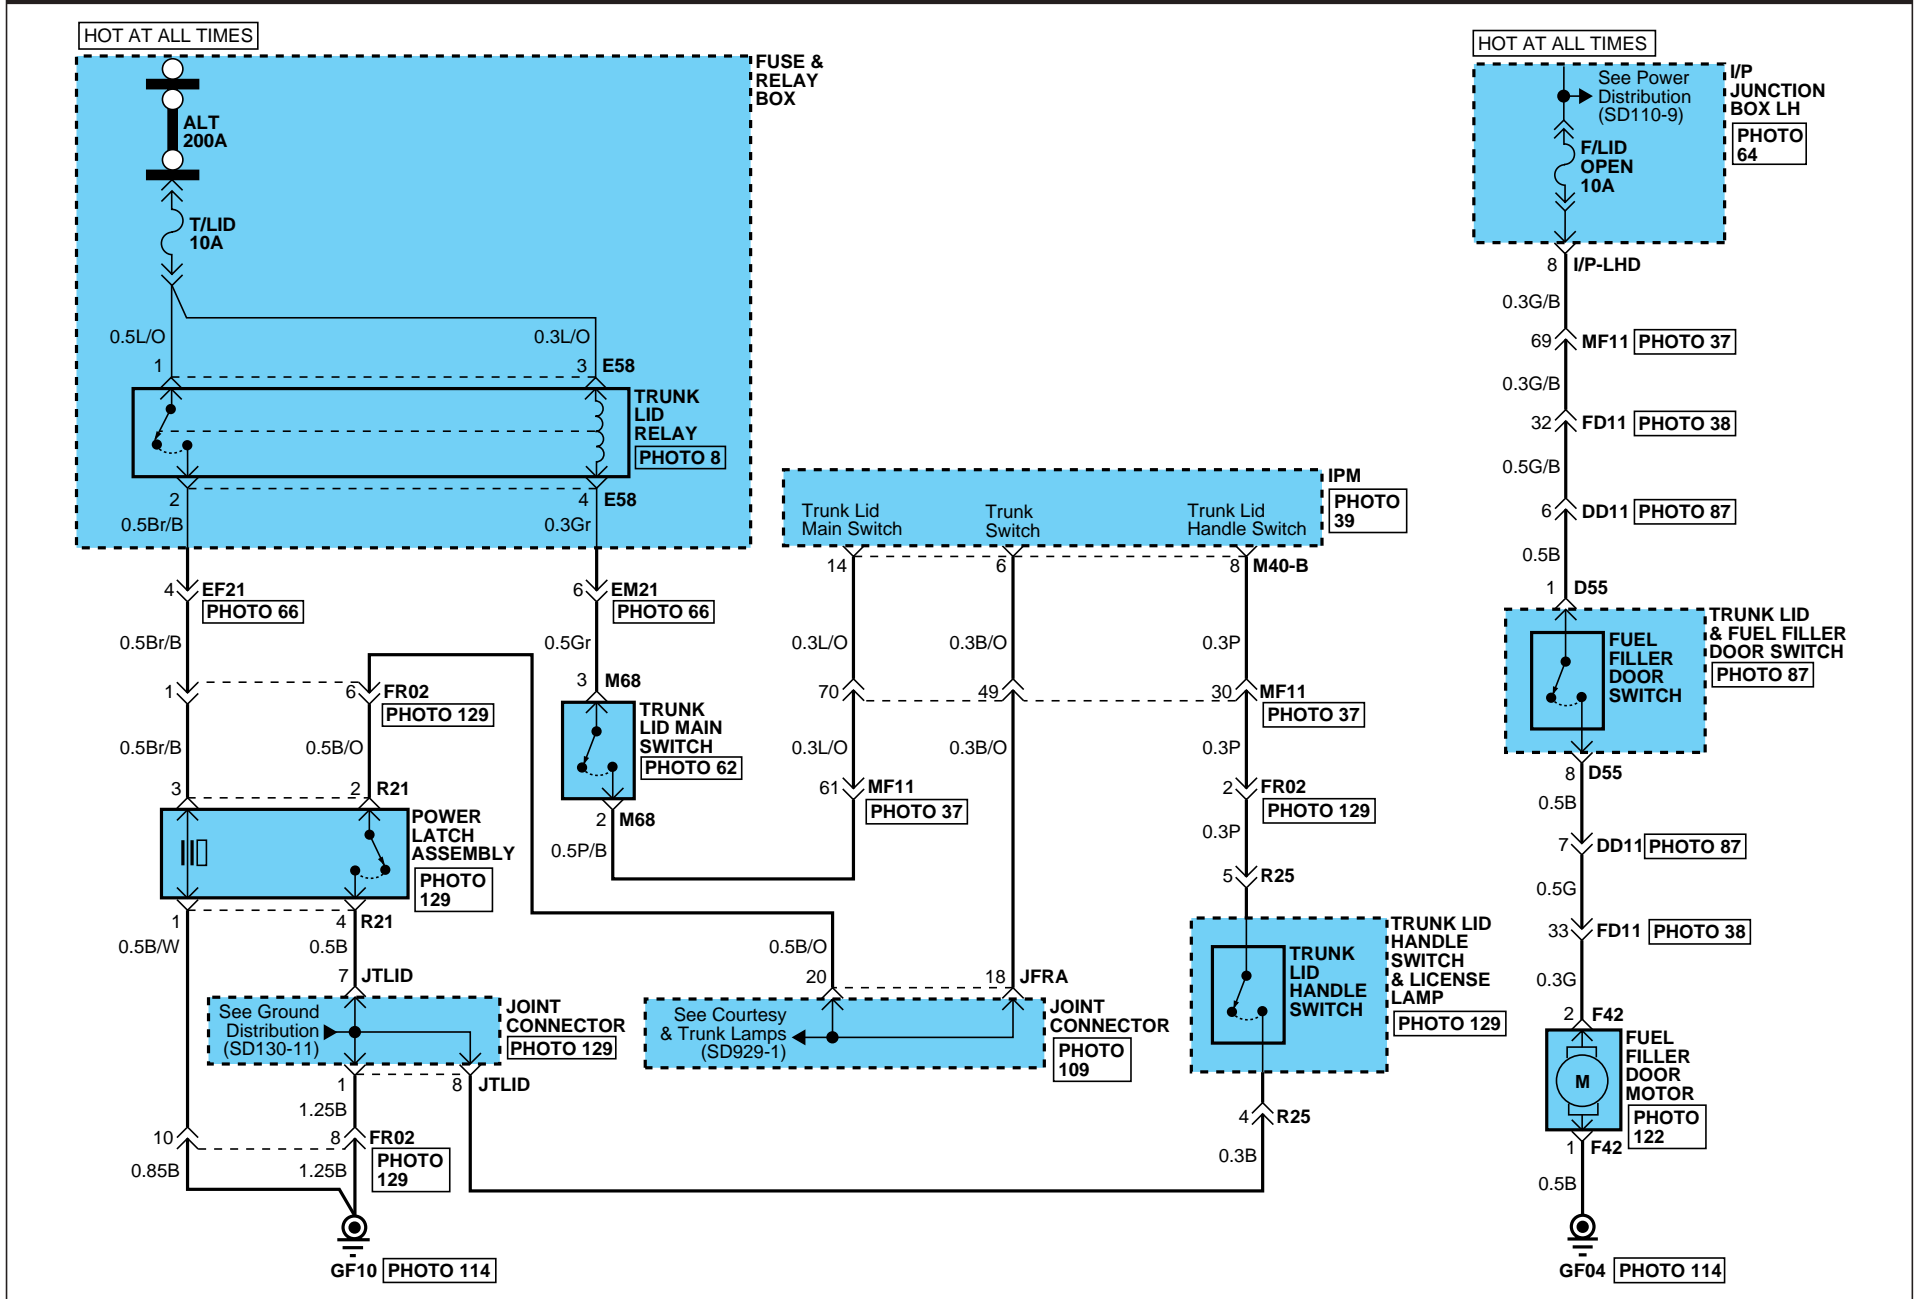 HOT AT ALL TIMES
FUSE &
RELAY
BOX
ALT
200A
T/LID
10A
0.5L/O
0.3L/O
1
3
E58
TRUNK
LID
RELAY
PHOTO 8
2
4
E58
0.5Br/B
0.3Gr
4
EF21
PHOTO 66
6
EM21
PHOTO 66
0.5Br/B
0.5Gr
1
6
FR02
PHOTO 129
3
M68
TRUNK
LID MAIN
SWITCH
PHOTO 62
0.5Br/B
0.5B/O
3
2
R21
POWER
LATCH
ASSEMBLY
PHOTO
129
2
M68
0.5P/B
1
4
R21
0.5B/W
0.5B
7
JTLID
See Ground
Distribution
(SD130-11)
JOINT
CONNECTOR
PHOTO 129
1
8
JTLID
1.25B
10
8
FR02
PHOTO
129
0.85B
1.25B
GF10
PHOTO 114
IPM
PHOTO
39
Trunk Lid
Main Switch
Trunk
Switch
Trunk Lid
Handle Switch
14
6
8
M40-B
0.3L/O
0.3B/O
0.3P
70
49
30
MF11
PHOTO 37
0.3L/O
0.3B/O
0.3P
61
MF11
PHOTO 37
2
FR02
PHOTO 129
0.3P
5
R25
0.5B/O
20
18
JFRA
See Courtesy
& Trunk Lamps
(SD929-1)
JOINT
CONNECTOR
PHOTO
109
TRUNK
LID
HANDLE
SWITCH
TRUNK LID
HANDLE
SWITCH
& LICENSE
LAMP
PHOTO 129
4
R25
0.3B
HOT AT ALL TIMES
See Power
Distribution
(SD110-9)
I/P
JUNCTION
BOX LH
PHOTO
64
F/LID
OPEN
10A
8
I/P-LHD
0.3G/B
69
MF11
PHOTO 37
0.3G/B
32
FD11
PHOTO 38
0.5G/B
6
DD11
PHOTO 87
0.5B
1
D55
FUEL
FILLER
DOOR
SWITCH
TRUNK LID
& FUEL FILLER
DOOR SWITCH
PHOTO 87
8
D55
0.5B
7
DD11
PHOTO 87
0.5G
33
FD11
PHOTO 38
0.3G
2
F42
M
FUEL
FILLER
DOOR
MOTOR
PHOTO
122
1
F42
0.5B
GF04
PHOTO 114